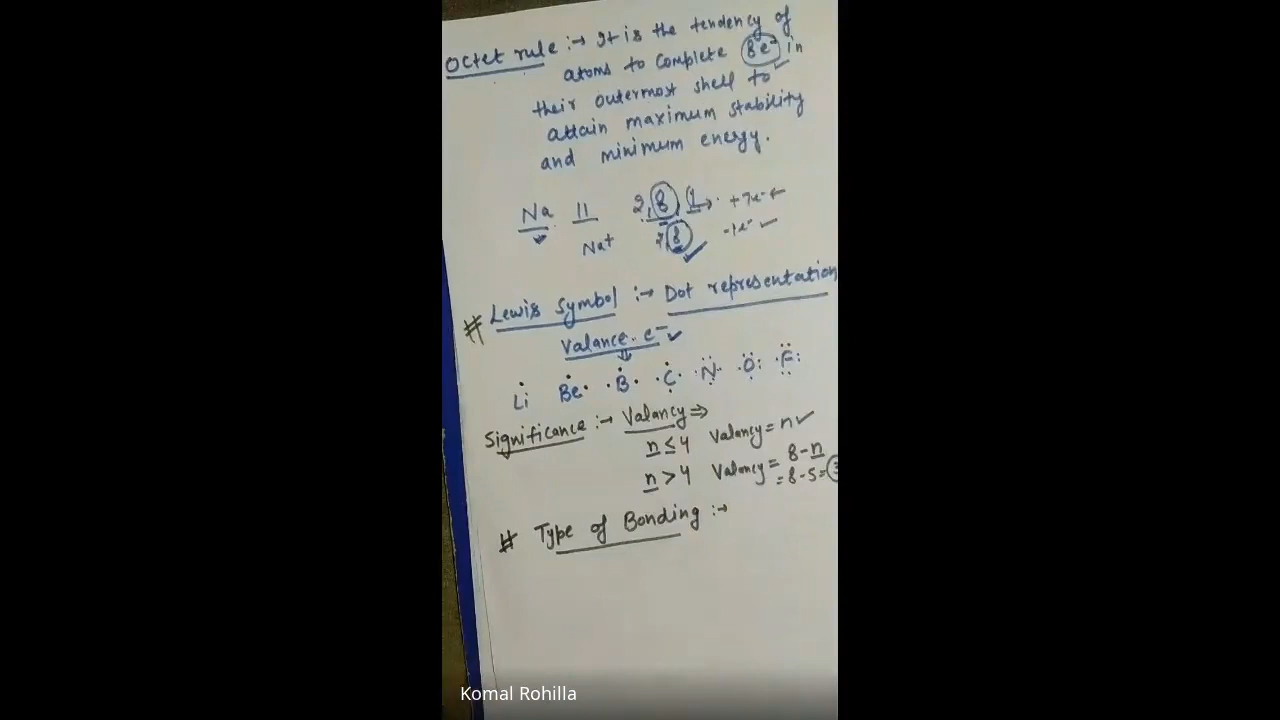 Octet rule :→ It is the tendency of
atoms to complete 8e⁻ in
their outermost shell to
attain maximum stability
and minimum energy.
Na 11 2,8,1 → +7e⁻
Na⁺ 2,8 -1e⁻
# Lewis Symbol :→ Dot representation
Valance e⁻
Li Be B C N O F
Significance :→ Valancy ⇒
n ≤ 4 Valancy = n
n > 4 Valancy = 8-n
= 8-5 = 3
# Type of Bonding :→
Komal Rohilla